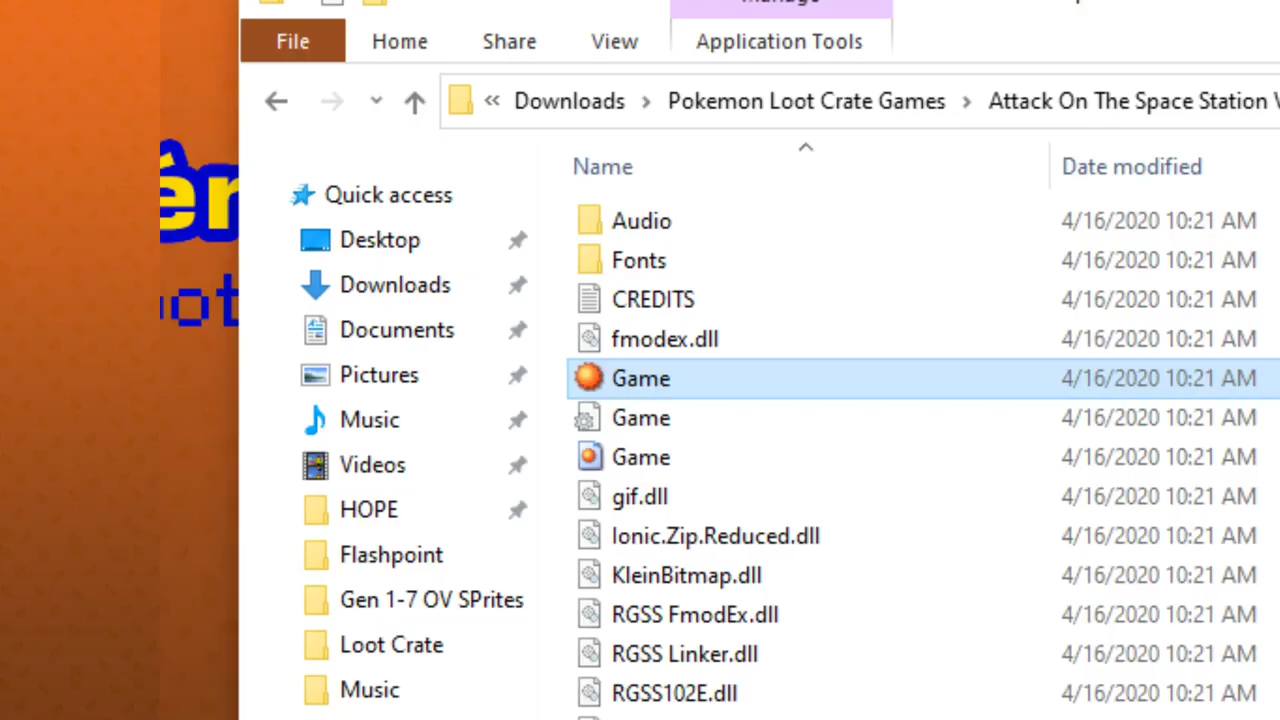 File Home Share View Application Tools
« Downloads > Pokemon Loot Crate Games > Attack On The Space Station
Name Date modified
Quick access
Desktop
Downloads
Documents
Pictures
Music
Videos
HOPE
Flashpoint
Gen 1-7 OV SPrites
Loot Crate
Music
Audio 4/16/2020 10:21 AM
Fonts 4/16/2020 10:21 AM
CREDITS 4/16/2020 10:21 AM
fmodex.dll 4/16/2020 10:21 AM
Game 4/16/2020 10:21 AM
Game 4/16/2020 10:21 AM
Game 4/16/2020 10:21 AM
gif.dll 4/16/2020 10:21 AM
Ionic.Zip.Reduced.dll 4/16/2020 10:21 AM
KleinBitmap.dll 4/16/2020 10:21 AM
RGSS FmodEx.dll 4/16/2020 10:21 AM
RGSS Linker.dll 4/16/2020 10:21 AM
RGSS102E.dll 4/16/2020 10:21 AM